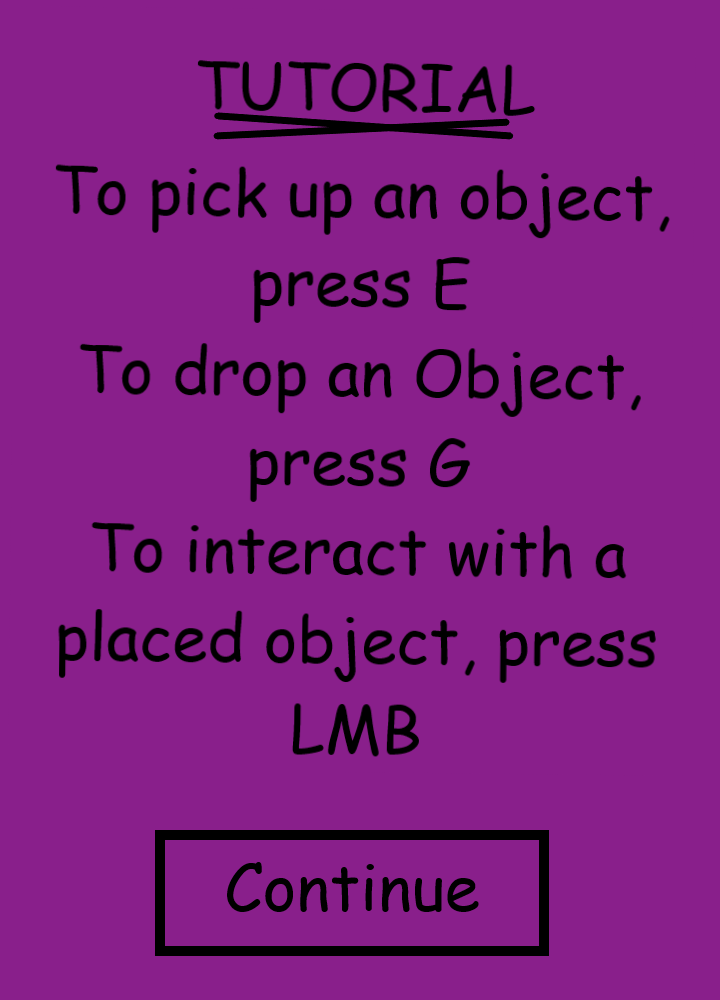 TUTORIAL
To pick up an object,
press E
To drop an Object,
press G
To interact with a
placed object, press
LMB
Continue